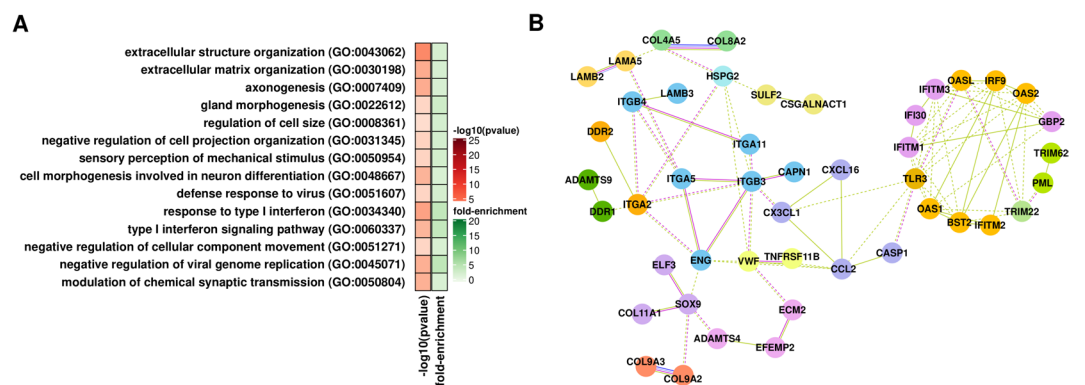 A
extracellular structure organization (GO:0043062)
extracellular matrix organization (GO:0030198)
axonogenesis (GO:0007409)
gland morphogenesis (GO:0022612)
regulation of cell size (GO:0008361)
negative regulation of cell projection organization (GO:0031345)
sensory perception of mechanical stimulus (GO:0050954)
cell morphogenesis involved in neuron differentiation (GO:0048667)
defense response to virus (GO:0051607)
response to type I interferon (GO:0034340)
type I interferon signaling pathway (GO:0060337)
negative regulation of cellular component movement (GO:0051271)
negative regulation of viral genome replication (GO:0045071)
modulation of chemical synaptic transmission (GO:0050804)
-log10(pvalue)
fold-enrichment
-log10(pvalue)
25
20
15
10
5
fold-enrichment
20
15
10
5
0
B
COL4A5
COL8A2
LAMA5
LAMB2
HSPG2
LAMB3
ITGB4
SULF2
CSGALNACT1
DDR2
ITGA11
ADAMTS9
ITGA5
ITGB3
CAPN1
CXCL16
DDR1
ITGA2
CX3CL1
ENG
VWF
TNFRSF11B
CCL2
CASP1
ELF3
SOX9
COL11A1
ECM2
ADAMTS4
EFEMP2
COL9A3
COL9A2
OASL
IRF9
IFITM3
OAS2
IFI30
GBP2
IFITM1
TRIM62
TLR3
PML
OAS1
TRIM22
BST2
IFITM2